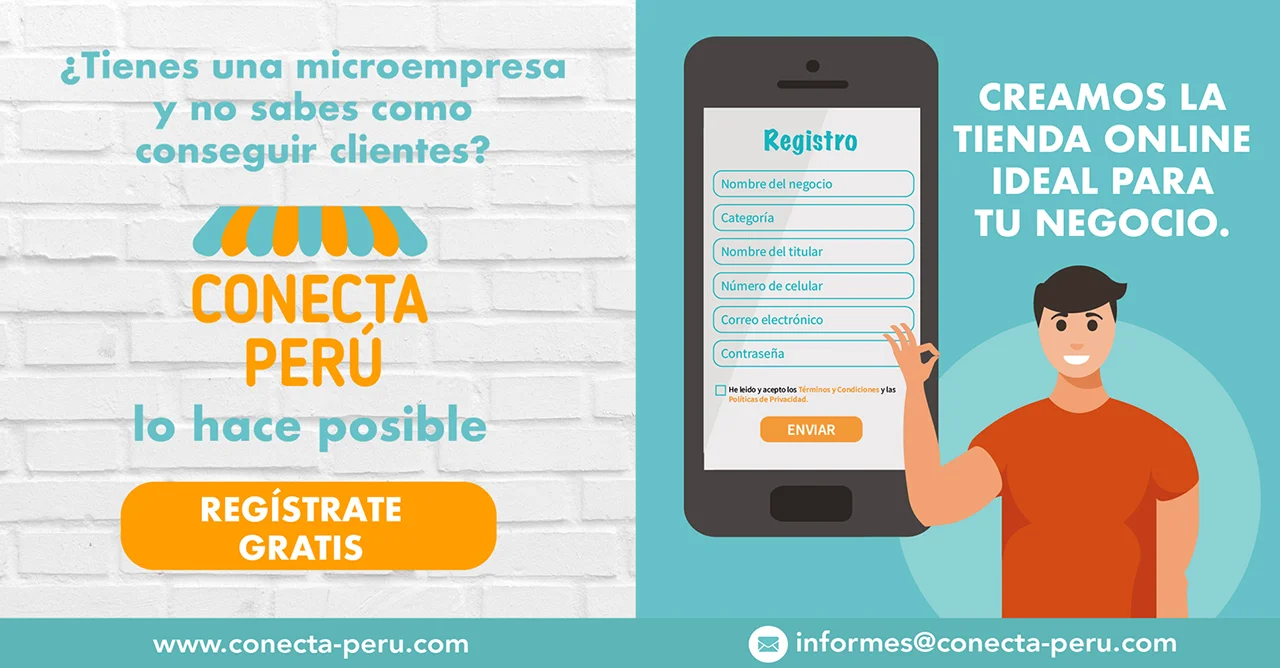 ¿Tienes una microempresa
y no sabes como
conseguir clientes?
CONECTA
PERÚ
lo hace posible
REGÍSTRATE
GRATIS
www.conecta-peru.com
Registro
Nombre del negocio
Categoría
Nombre del titular
Número de celular
Correo electrónico
Contraseña
He leido y acepto los Términos y Condiciones y las
Políticas de Privacidad.
ENVIAR
CREAMOS LA
TIENDA ONLINE
IDEAL PARA
TU NEGOCIO.
informes@conecta-peru.com